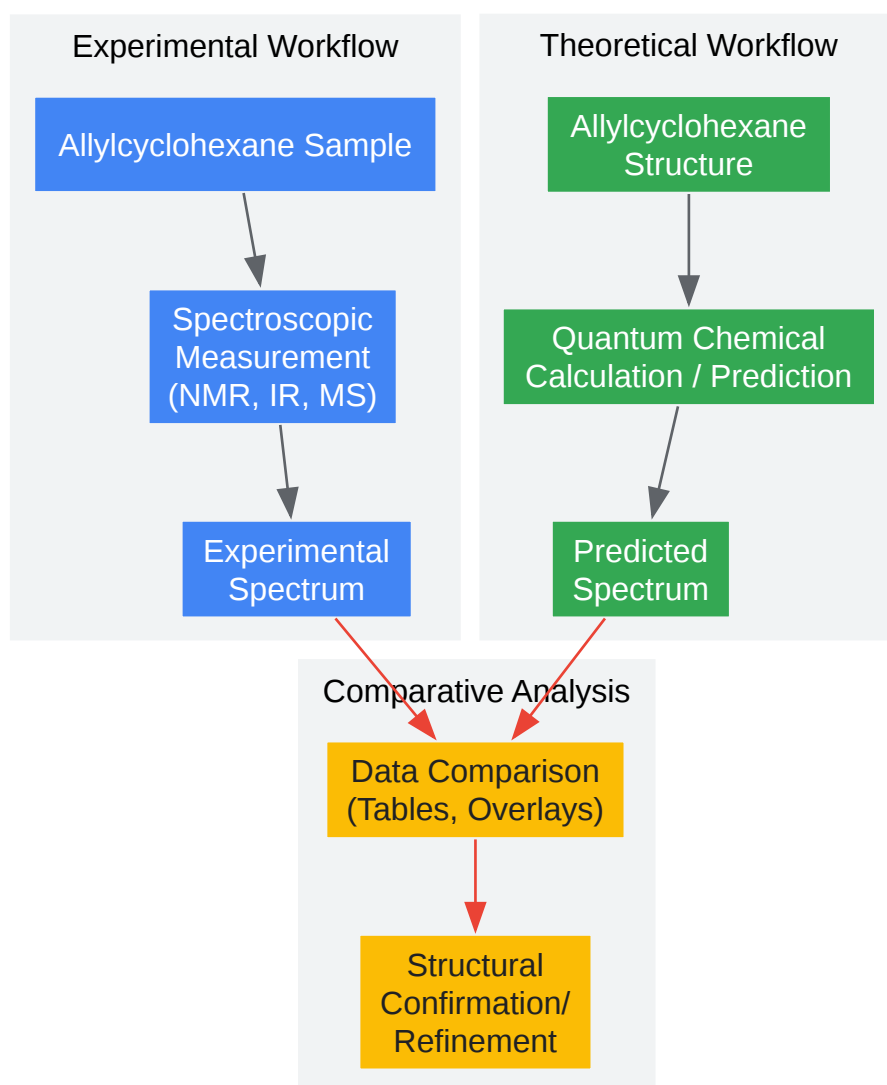 Experimental Workflow
Allylcyclohexane Sample
Spectroscopic
Measurement
(NMR, IR, MS)
Experimental
Spectrum
Theoretical Workflow
Allylcyclohexane
Structure
Quantum Chemical
Calculation / Prediction
Predicted
Spectrum
Comparative Analysis
Data Comparison
(Tables, Overlays)
Structural
Confirmation/
Refinement